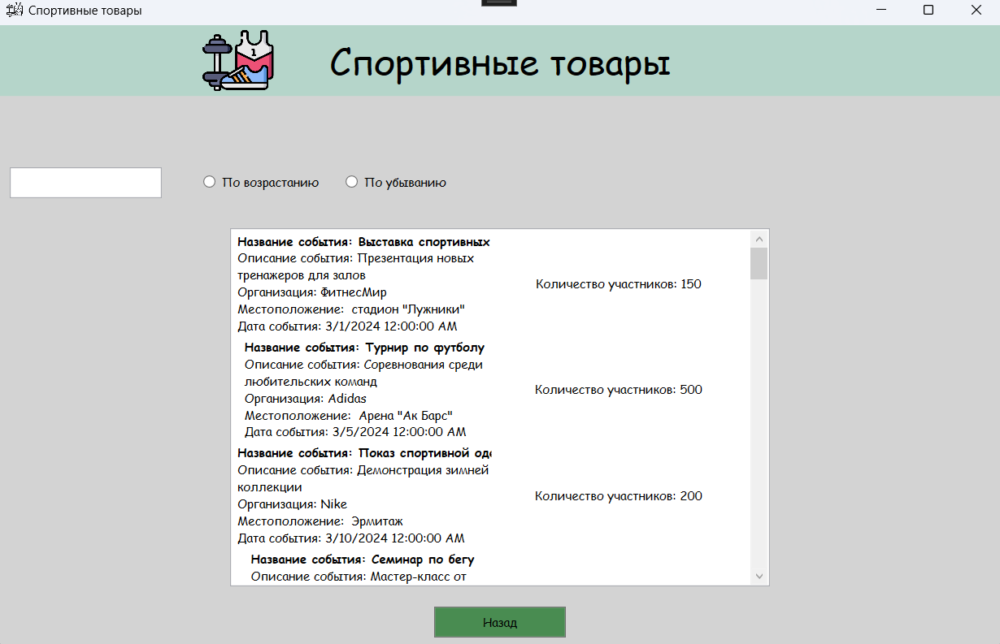 Спортивные товары
1
Спортивные товары
По возрастанию
По убыванию
Название события: Выставка спортивных
Описание события: Презентация новых
тренажеров для залов
Организация: ФитнесМир
Местоположение:  стадион "Лужники"
Дата события: 3/1/2024 12:00:00 AM
Количество участников: 150
Название события: Турнир по футболу
Описание события: Соревнования среди
любительских команд
Организация: Adidas
Местоположение:  Арена "Ак Барс"
Дата события: 3/5/2024 12:00:00 AM
Количество участников: 500
Название события: Показ спортивной
Описание события: Демонстрация зимней
коллекции
Организация: Nike
Местоположение:  Эрмитаж
Дата события: 3/10/2024 12:00:00 AM
Количество участников: 200
Название события: Семинар по бегу
Описание события: Мастер-класс от
Назад